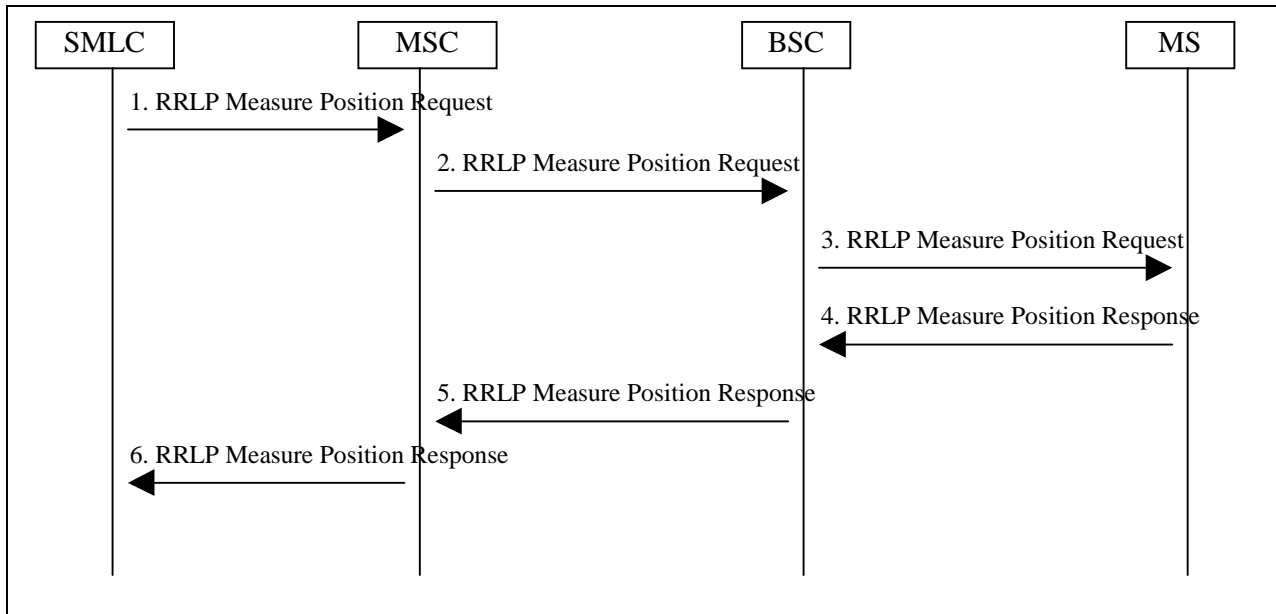 SMLC
MSC
BSC
MS
1. RRLP Measure Position Request
2. RRLP Measure Position Request
3. RRLP Measure Position Request
4. RRLP Measure Position Response
5. RRLP Measure Position Response
6. RRLP Measure Position Response